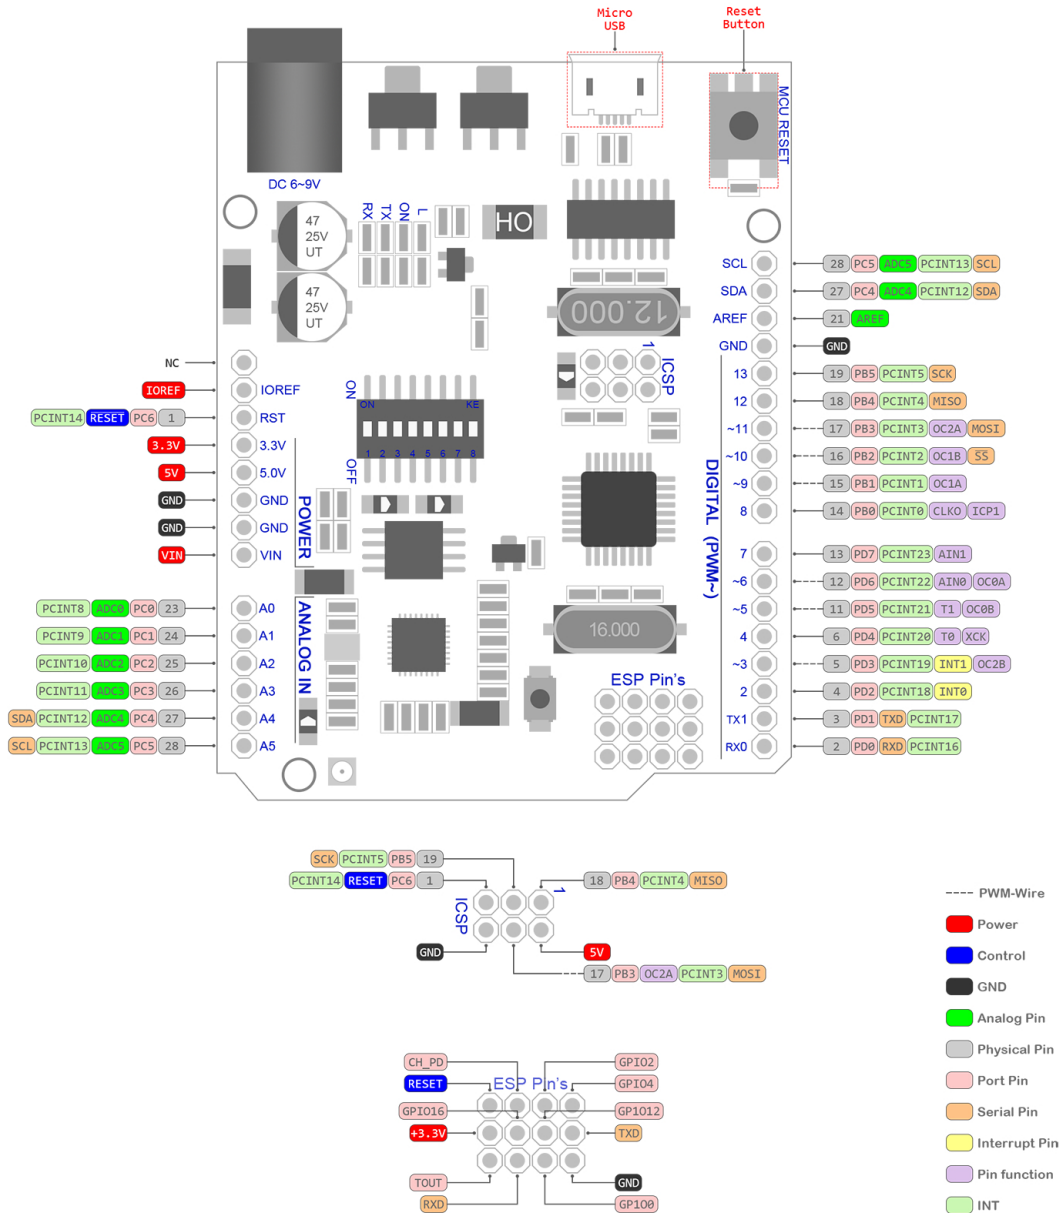 Micro
USB
Reset
Button
MCU RESET
DC 6~9V
47
25V
UT
47
25V
UT
RX
TX
ON
L
OH
12.000
SCL 28 PC5 ADC5 PCINT13 SCL
SDA 27 PC4 ADC4 PCINT12 SDA
AREF 21 AREF
GND GND
13 19 PB5 PCINT5 SCK
12 18 PB4 PCINT4 MISO
~11 17 PB3 PCINT3 OC2A MOSI
~10 16 PB2 PCINT2 OC1B SS
~9 15 PB1 PCINT1 OC1A
8 14 PB0 PCINT0 CLKO ICP1
7 13 PD7 PCINT23 AIN1
~6 12 PD6 PCINT22 AIN0 OC0A
~5 11 PD5 PCINT21 T1 OC0B
4 6 PD4 PCINT20 T0 XCK
~3 5 PD3 PCINT19 INT1 OC2B
2 4 PD2 PCINT18 INT0
TX1 3 PD1 TXD PCINT17
RX0 2 PD0 RXD PCINT16
DIGITAL (PWM~)
1
ICSP
NC
IOREF IOREF
PCINT14 RESET PC6 1 RST
3.3V 3.3V
5V 5.0V
GND GND
GND GND
VIN VIN
POWER
ON
ON KE
1 2 3 4 5 6 7 8
OFF
PCINT8 ADC0 PC0 23 A0
PCINT9 ADC1 PC1 24 A1
PCINT10 ADC2 PC2 25 A2
PCINT11 ADC3 PC3 26 A3
SDA PCINT12 ADC4 PC4 27 A4
SCL PCINT13 ADC5 PC5 28 A5
ANALOG IN
16.000
ESP Pin's
SCK PCINT5 PB5 19
PCINT14 RESET PC6 1
18 PB4 PCINT4 MISO
1
ICSP
GND
5V
17 PB3 OC2A PCINT3 MOSI
CH_PD
GPIO2
RESET
ESP Pin's
GPIO4
GPIO16
GP1O12
+3.3V
TXD
TOUT
GND
RXD
GP1O0
PWM-Wire
Power
Control
GND
Analog Pin
Physical Pin
Port Pin
Serial Pin
Interrupt Pin
Pin function
INT